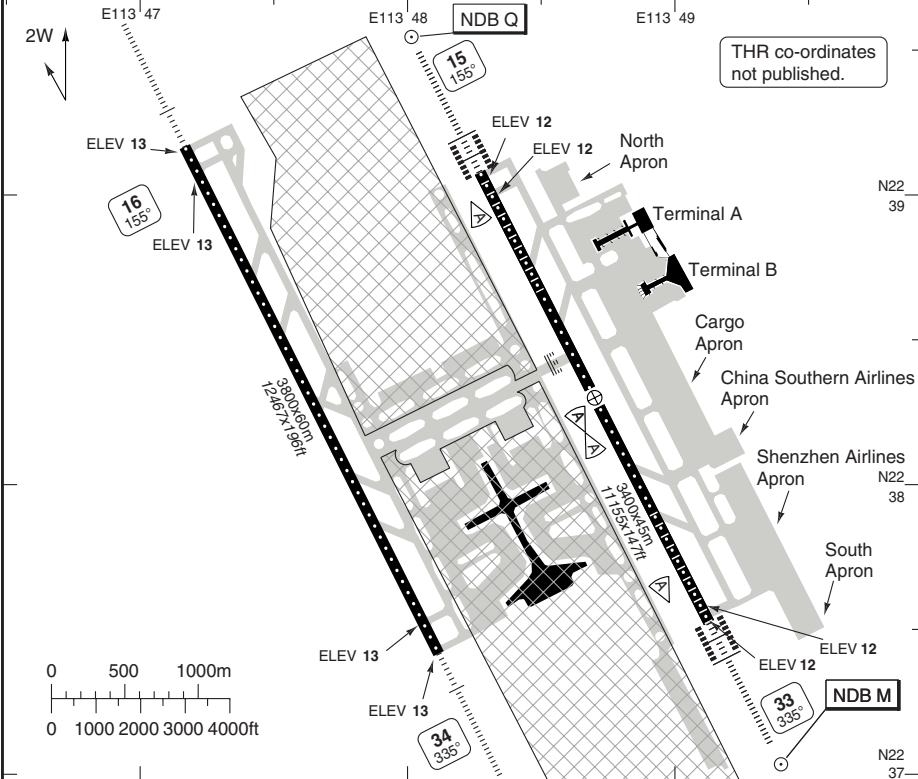 E113 47
E113 48
E113 49
2W
NDB Q
THR co-ordinates
not published.
15
155°
ELEV 12
ELEV 13
ELEV 12
North
Apron
N22
39
16
155°
Terminal A
ELEV 13
Terminal B
Cargo
Apron
China Southern Airlines
Apron
3800x60m
12467x196ft
A
A
A
Shenzhen Airlines
Apron
N22
38
3400x45m
11155x147ft
South
Apron
A
ELEV 13
ELEV 12
ELEV 12
0 500 1000m
0 1000 2000 3000 4000ft
ELEV 13
34
335°
33
335°
NDB M
N22
37